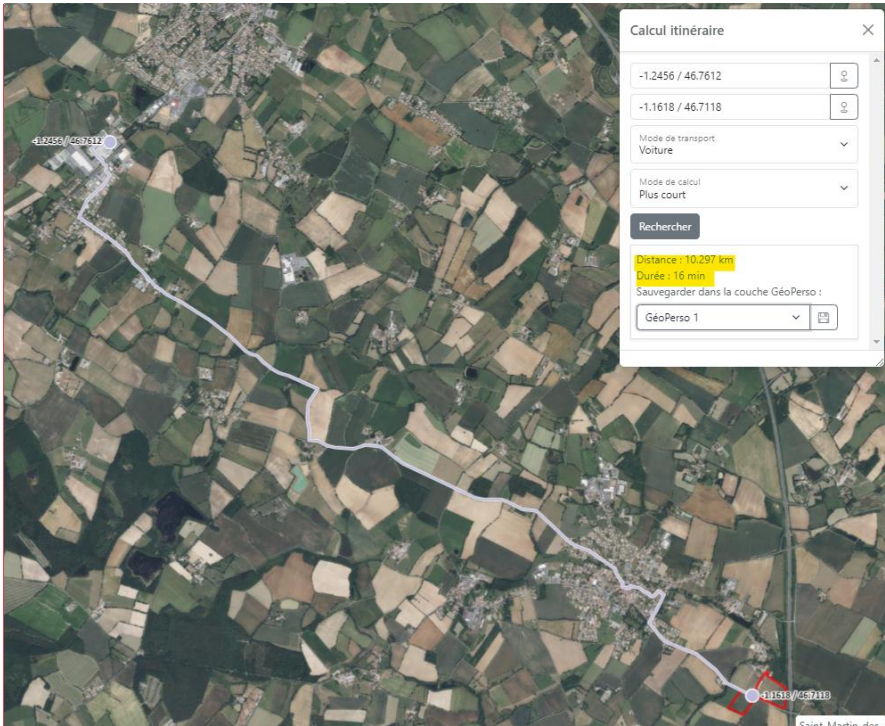 Calcul itinéraire
-1.2456 / 46.7612
-1.1618 / 46.7118
Mode de transport
Voiture
Mode de calcul
Plus court
Rechercher
Distance : 10.297 km
Durée : 16 min
Sauvegarder dans la couche GéoPerso :
GéoPerso 1
-1.2456 / 46.7612
-1.1618 / 46.7118
Saint-Martin-des